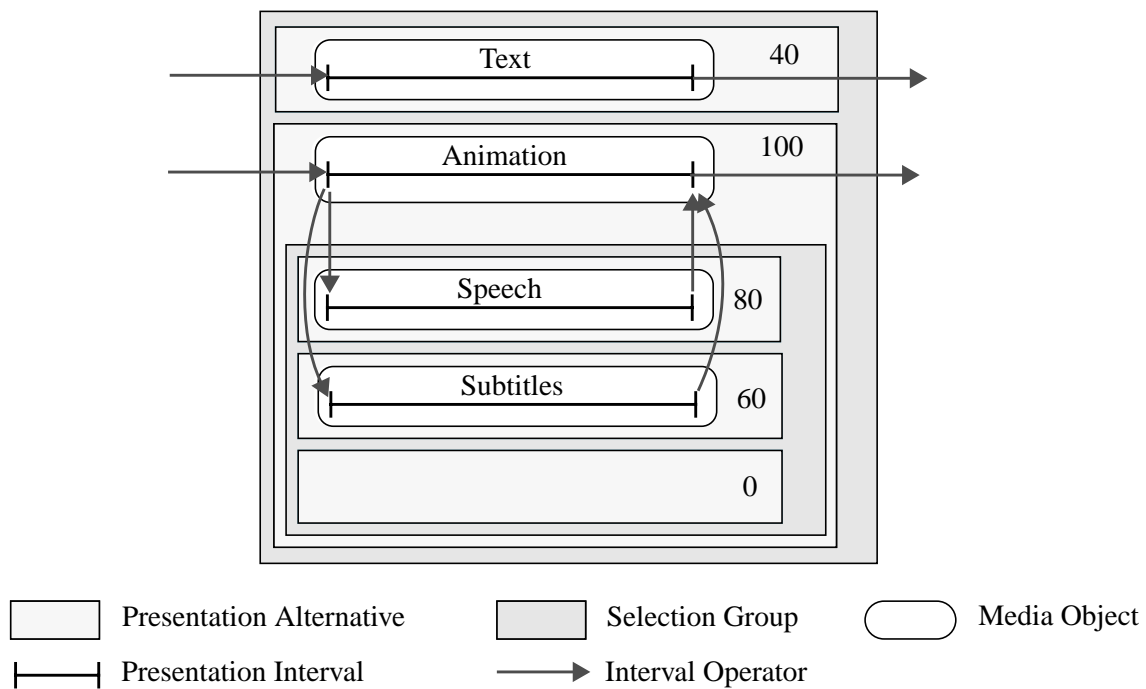 Text 40
Animation 100
Speech 80
Subtitles 60
0
Presentation Alternative Selection Group Media Object
Presentation Interval Interval Operator